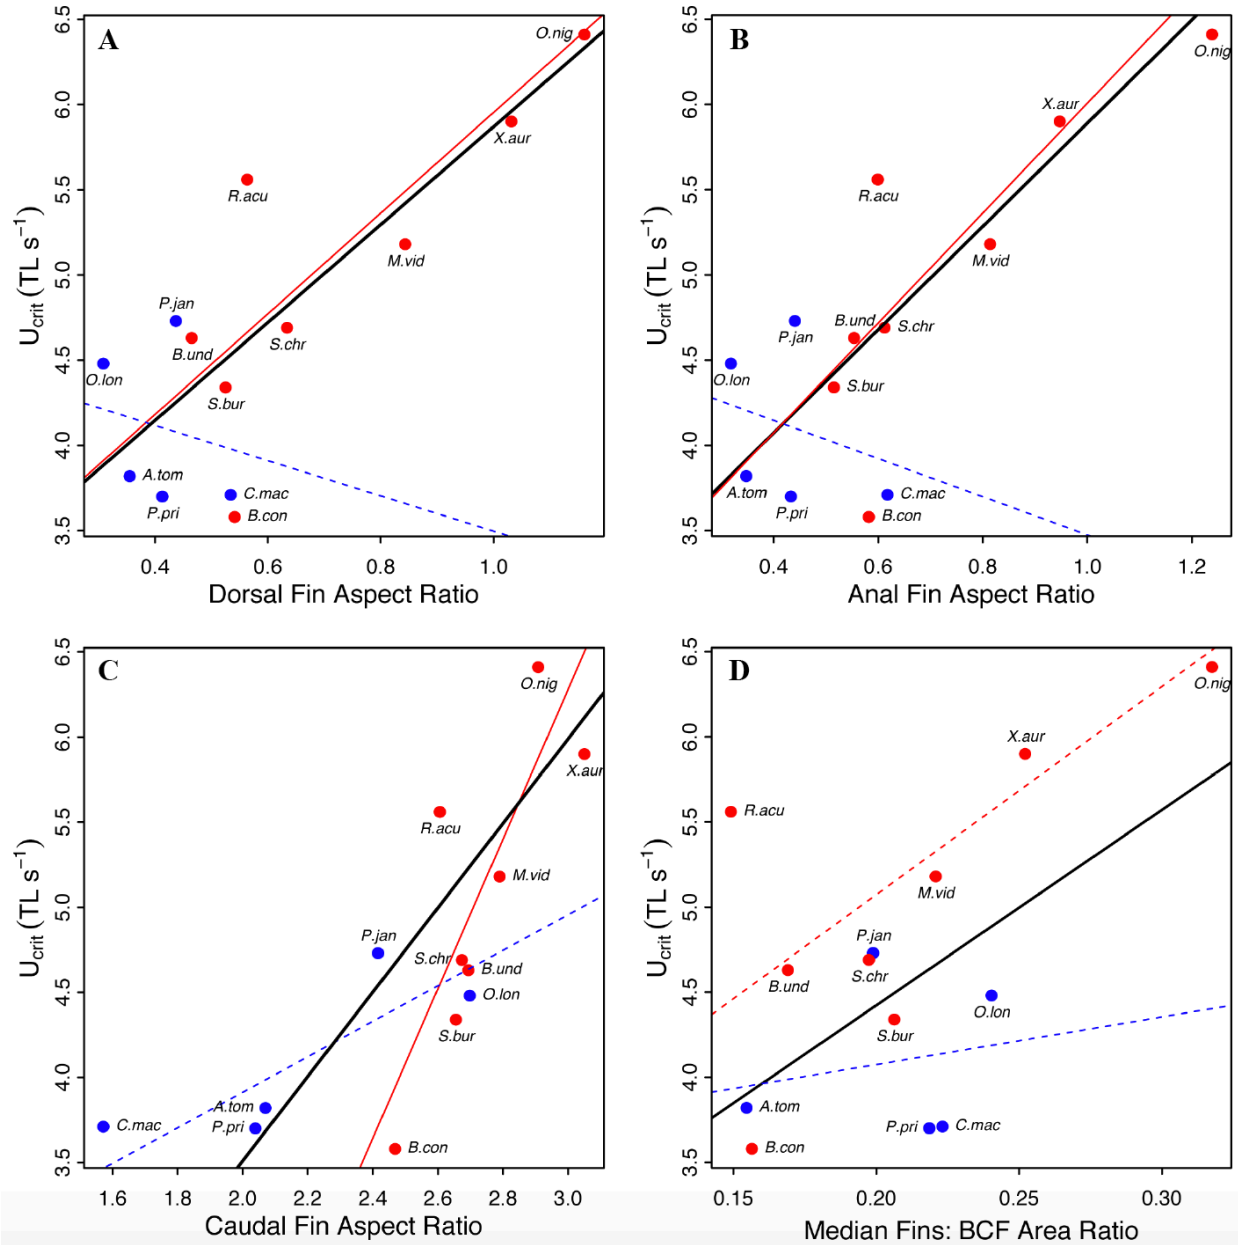 A
6.5
6.0
5.5
5.0
4.5
4.0
3.5
Ucrit (TL s⁻¹)
O.nig
X.aur
R.acu
M.vid
P.jan
B.und
S.chr
O.lon
S.bur
A.tom
C.mac
P.pri
B.con
0.4 0.6 0.8 1.0
Dorsal Fin Aspect Ratio
B
6.5
6.0
5.5
5.0
4.5
4.0
3.5
Ucrit (TL s⁻¹)
O.nig
X.aur
R.acu
M.vid
B.und
S.chr
P.jan
O.lon
S.bur
A.tom
C.mac
P.pri
B.con
0.4 0.6 0.8 1.0 1.2
Anal Fin Aspect Ratio
C
6.5
6.0
5.5
5.0
4.5
4.0
3.5
Ucrit (TL s⁻¹)
O.nig
X.aur
R.acu
M.vid
P.jan
S.chr
B.und
O.lon
S.bur
A.tom
C.mac
P.pri
B.con
1.6 1.8 2.0 2.2 2.4 2.6 2.8 3.0
Caudal Fin Aspect Ratio
D
6.5
6.0
5.5
5.0
4.5
4.0
3.5
Ucrit (TL s⁻¹)
O.nig
X.aur
R.acu
M.vid
P.jan
S.chr
B.und
O.lon
S.bur
A.tom
P.pri
C.mac
B.con
0.15 0.20 0.25 0.30
Median Fins: BCF Area Ratio